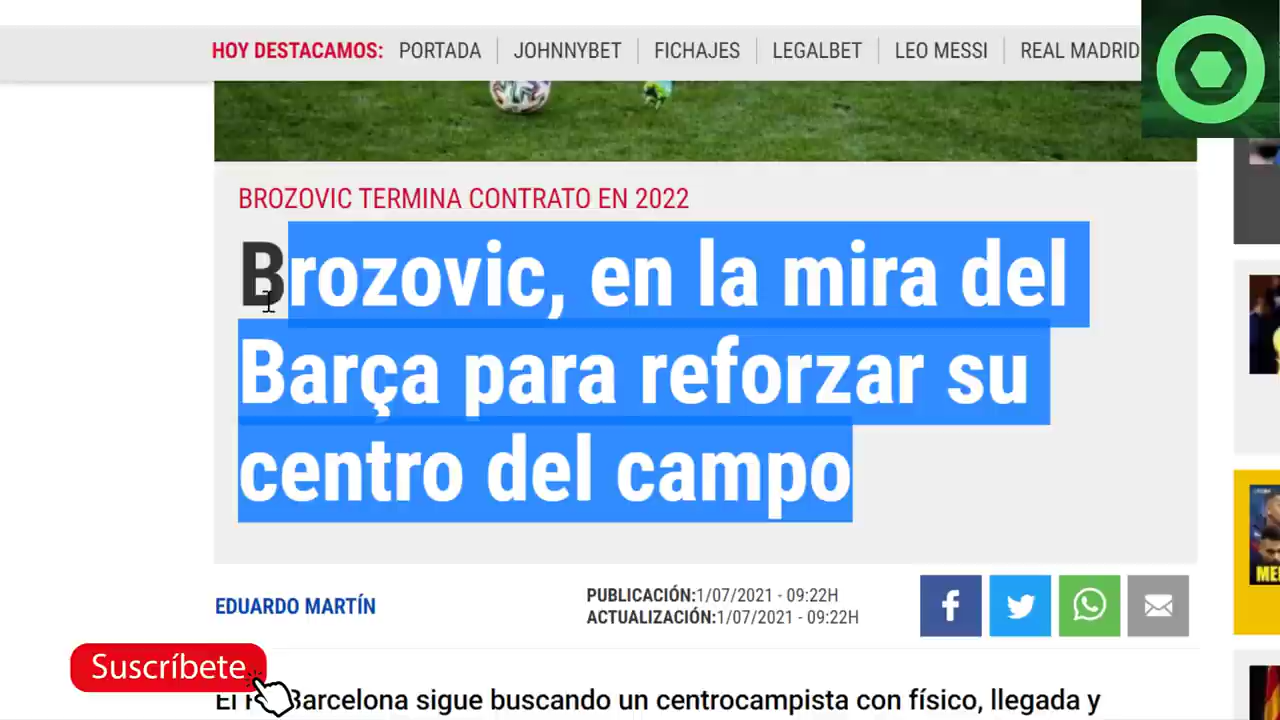 HOY DESTACAMOS: PORTADA JOHNNYBET FICHAJES LEGALBET LEO MESSI REAL MADRID
BROZOVIC TERMINA CONTRATO EN 2022
Brozovic, en la mira del
Barça para reforzar su
centro del campo
EDUARDO MARTÍN
PUBLICACIÓN:1/07/2021 - 09:22H
ACTUALIZACIÓN:1/07/2021 - 09:22H
Suscríbete
El Barcelona sigue buscando un centrocampista con físico, llegada y